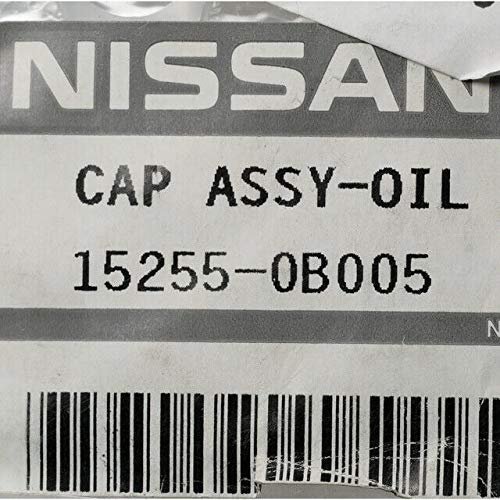 NISSAN
CAP ASSY-OIL
15255-0B005
N